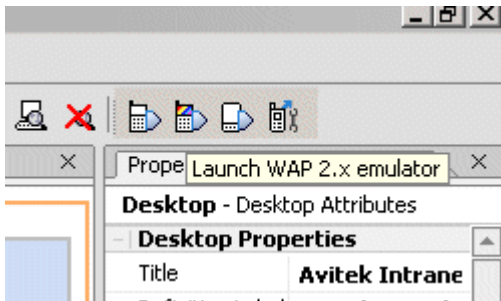 Prope
Launch WAP 2.x emulator
Desktop - Desktop Attributes
Desktop Properties
Title Avitek Intrane